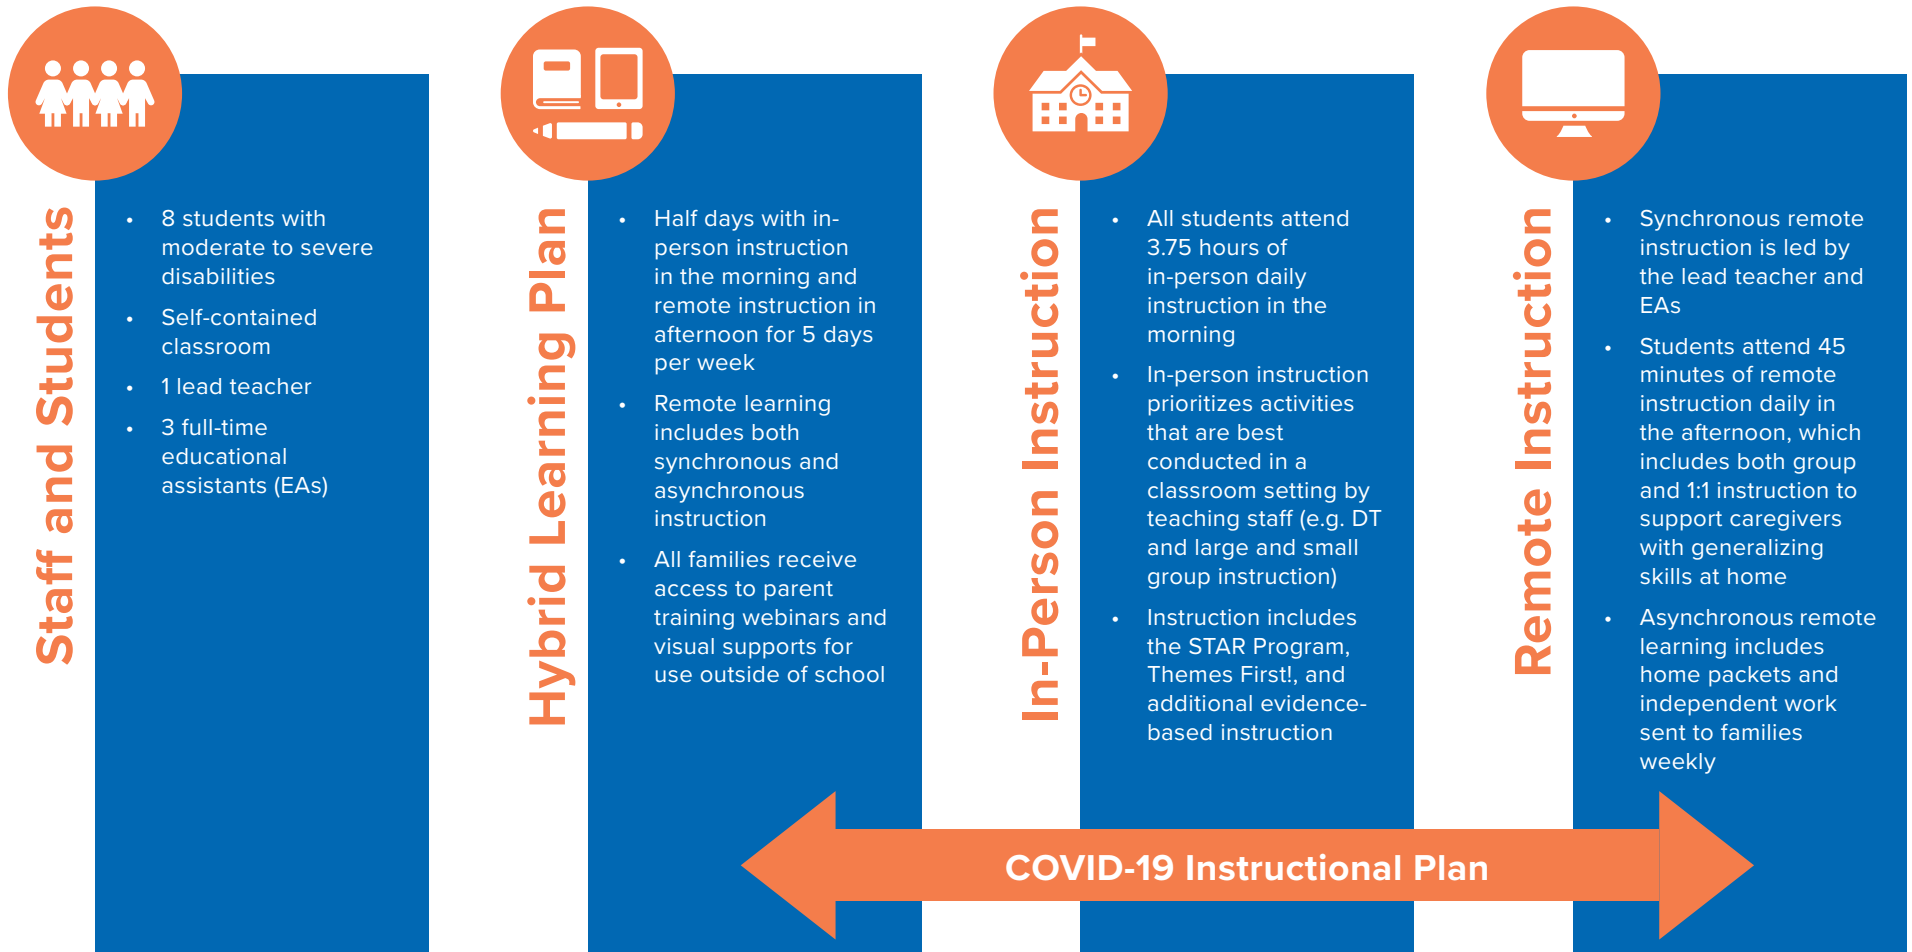 Staff and Students
• 8 students with
moderate to severe
disabilities
• Self-contained
classroom
• 1 lead teacher
• 3 full-time
educational
assistants (EAs)
Hybrid Learning Plan
• Half days with in-
person instruction
in the morning and
remote instruction in
afternoon for 5 days
per week
• Remote learning
includes both
synchronous and
asynchronous
instruction
• All families receive
access to parent
training webinars and
visual supports for
use outside of school
In-Person Instruction
• All students attend
3.75 hours of
in-person daily
instruction in the
morning
• In-person instruction
prioritizes activities
that are best
conducted in a
classroom setting by
teaching staff (e.g. DT
and large and small
group instruction)
• Instruction includes
the STAR Program,
Themes First!, and
additional evidence-
based instruction
Remote Instruction
• Synchronous remote
instruction is led by
the lead teacher and
EAs
• Students attend 45
minutes of remote
instruction daily in
the afternoon, which
includes both group
and 1:1 instruction to
support caregivers
with generalizing
skills at home
• Asynchronous remote
learning includes
home packets and
independent work
sent to families
weekly
COVID-19 Instructional Plan